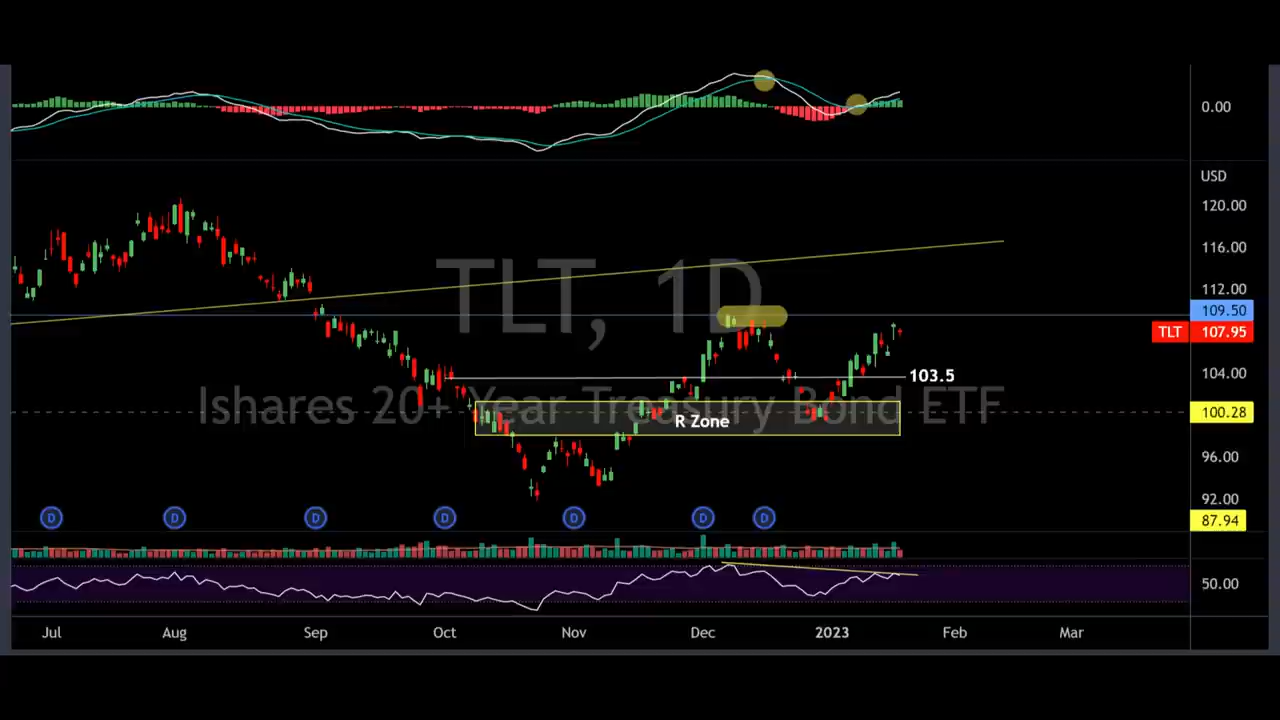 0.00
USD
120.00
116.00
TLT, 1D
112.00
109.50
TLT 107.95
104.00
103.5
Ishares 20+ Year Treasury Bond ETF
100.28
R Zone
96.00
92.00
D D D D D D D
87.94
50.00
Jul Aug Sep Oct Nov Dec 2023 Feb Mar